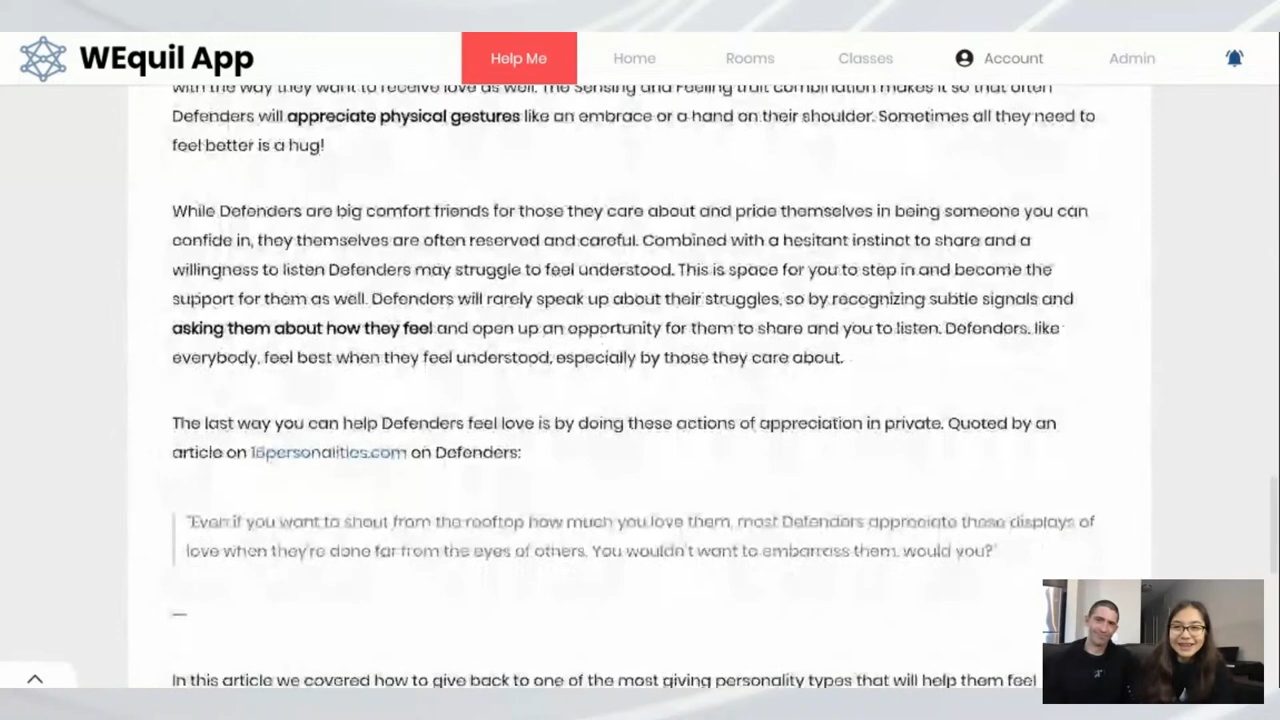 WEquil App
Help Me
Home
Rooms
Classes
Account
Admin
with the way they want to receive love as well. The Sensing and Feeling trait combination makes it so that often
Defenders will appreciate physical gestures like an embrace or a hand on their shoulder. Sometimes all they need to
feel better is a hug!
While Defenders are big comfort friends for those they care about and pride themselves in being someone you can
confide in, they themselves are often reserved and careful. Combined with a hesitant instinct to share and a
willingness to listen Defenders may struggle to feel understood. This is space for you to step in and become the
support for them as well. Defenders will rarely speak up about their struggles, so by recognizing subtle signals and
asking them about how they feel and open up an opportunity for them to share and you to listen. Defenders, like
everybody, feel best when they feel understood, especially by those they care about.
The last way you can help Defenders feel love is by doing these actions of appreciation in private. Quoted by an
article on 16personalities.com on Defenders:
"Even if you want to shout from the rooftop how much you love them, most Defenders appreciate these displays of
love when they're done far from the eyes of others. You wouldn't want to embarrass them, would you?"
—
In this article we covered how to give back to one of the most giving personality types that will help them feel